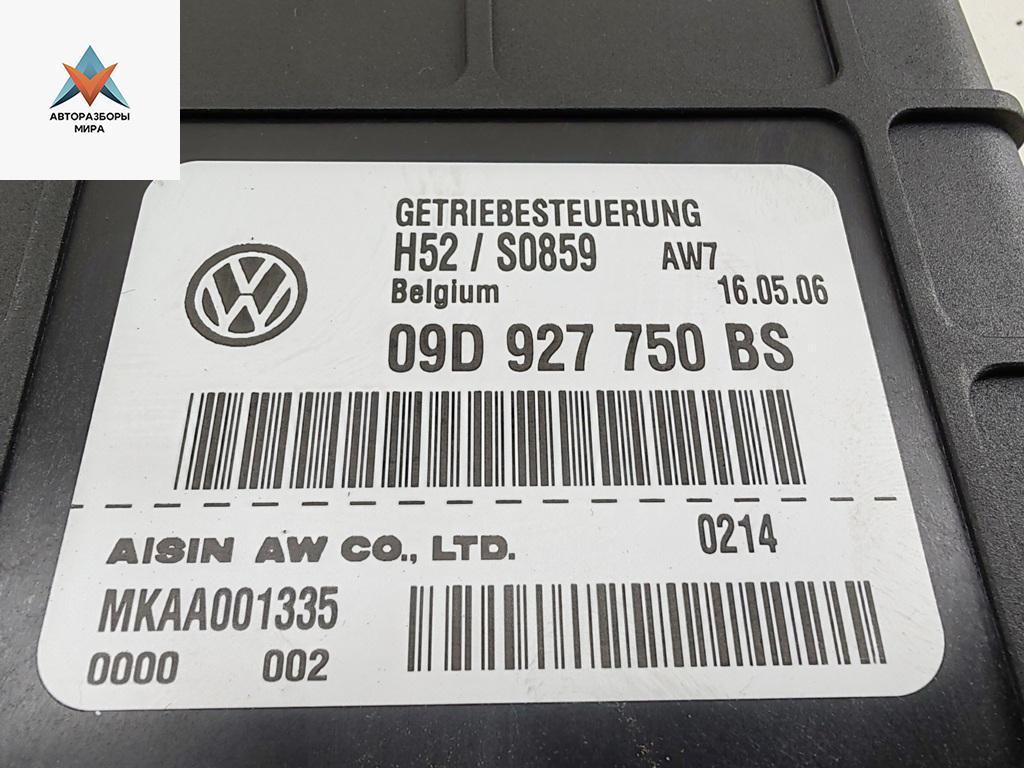 АВТОРАЗБОРЫ
МИРА
GETRIEBESTEUERUNG
H52 / S0859 AW7
Belgium 16.05.06
09D 927 750 BS
AISIN AW CO., LTD. 0214
MKAA001335
0000 002